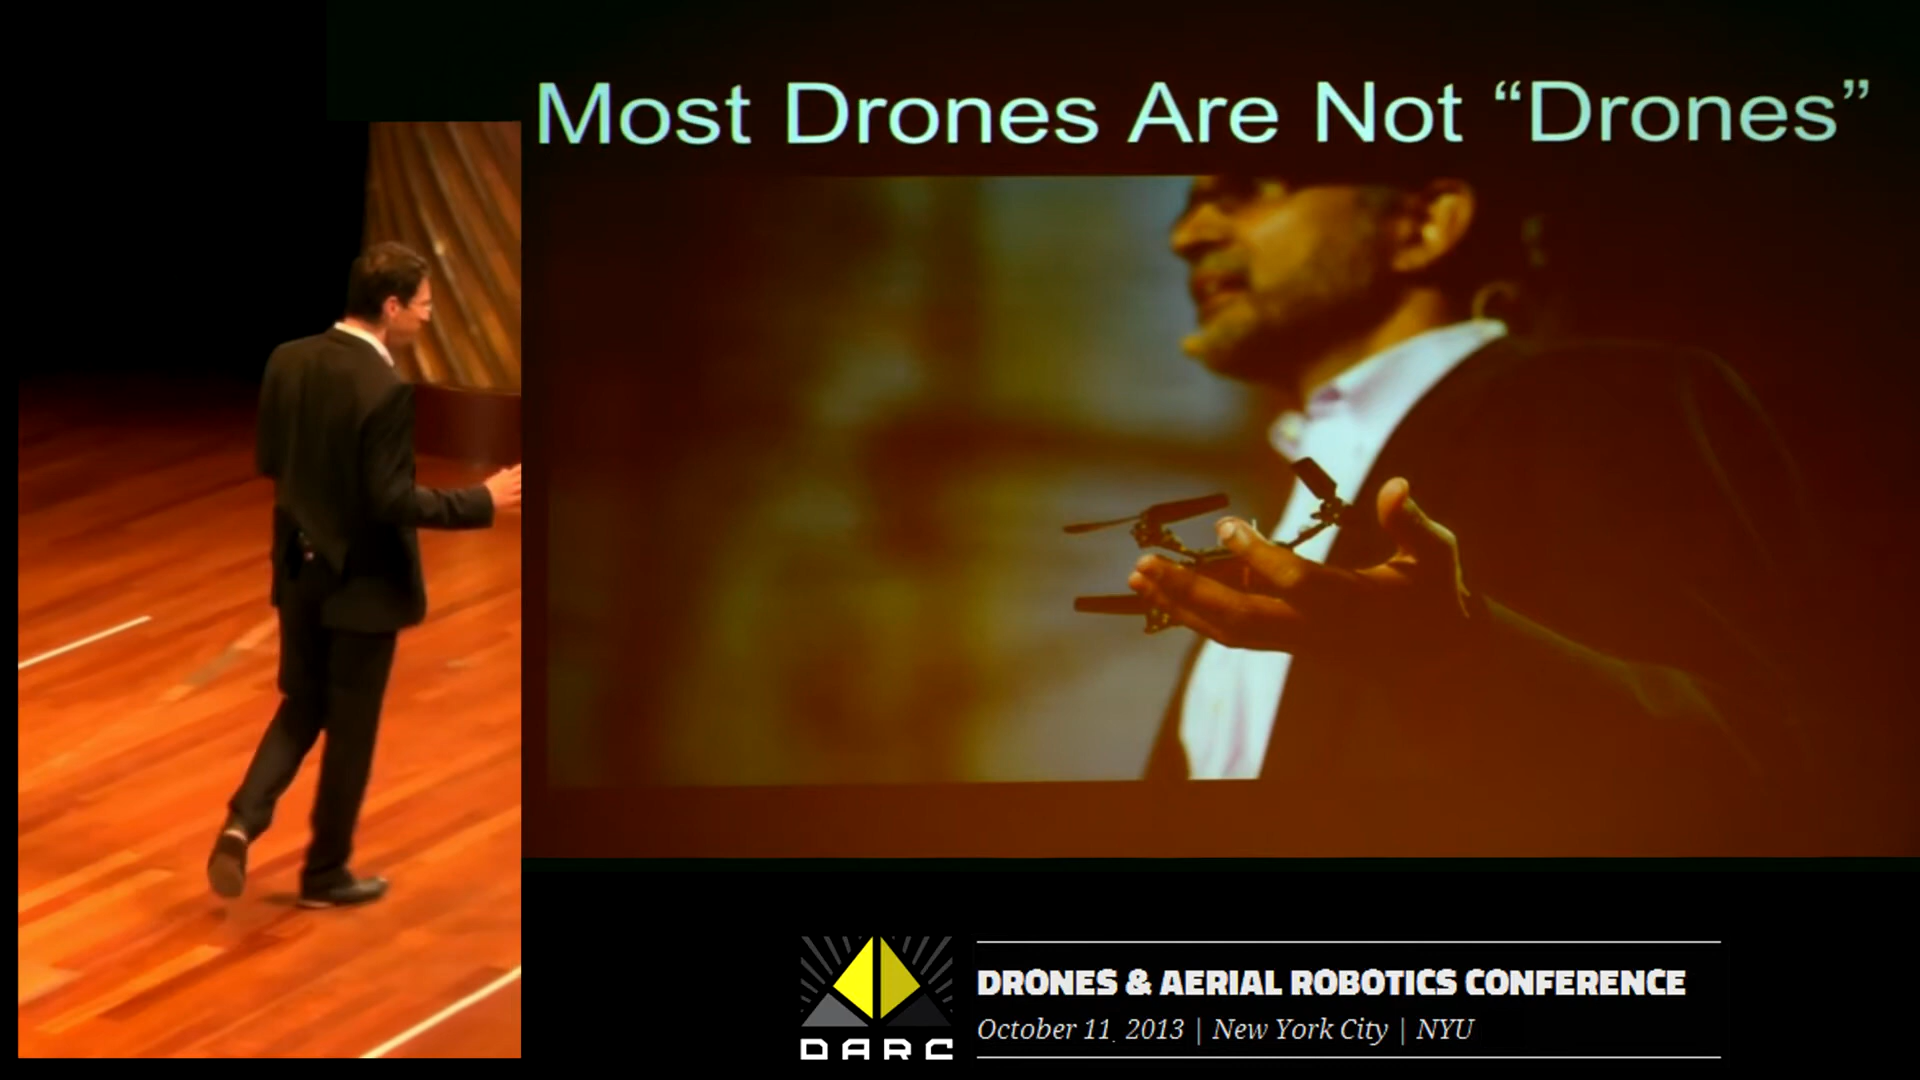 Most Drones Are Not “Drones”
DARC
DRONES & AERIAL ROBOTICS CONFERENCE
October 11, 2013 | New York City | NYU